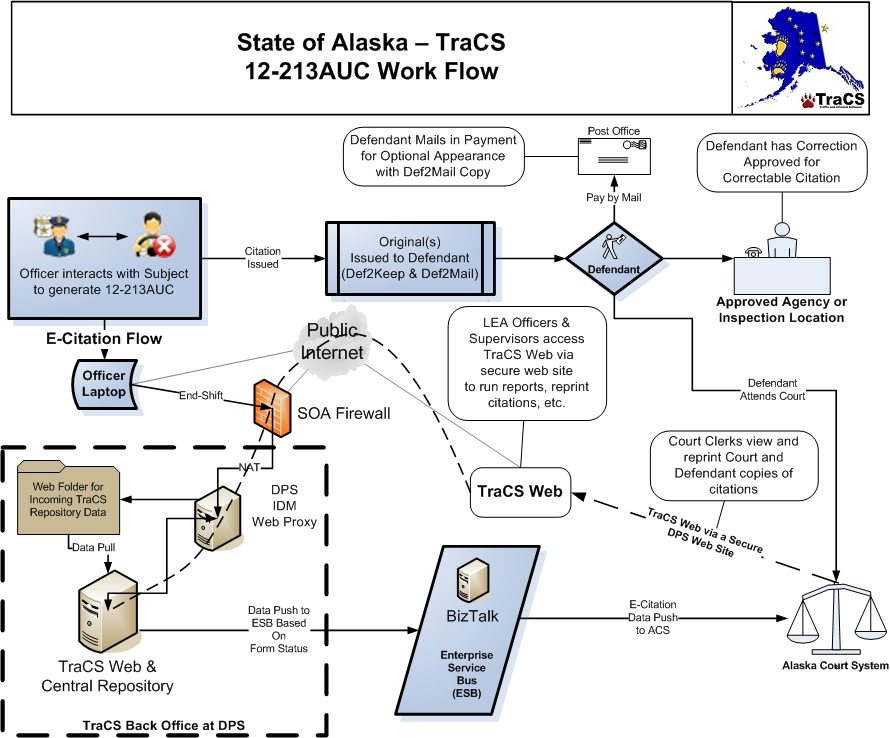 State of Alaska – TraCS
12-213AUC Work Flow
TraCS
Defendant Mails in Payment
for Optional Appearance
with Def2Mail Copy
Post Office
Defendant has Correction
Approved for
Correctable Citation
Pay by Mail
Officer interacts with Subject
to generate 12-213AUC
Citation
Issued
Original(s)
Issued to Defendant
(Def2Keep & Def2Mail)
Defendant
Approved Agency or
Inspection Location
E-Citation Flow
Officer
Laptop
End-Shift
Public
Internet
SOA Firewall
LEA Officers &
Supervisors access
TraCS Web via
secure web site
to run reports, reprint
citations, etc.
Defendant
Attends Court
Court Clerks view and
reprint Court and
Defendant copies of
citations
NAT
Web Folder for
Incoming TraCS
Repository Data
DPS
IDM
Web Proxy
TraCS Web
TraCS Web via a Secure
DPS Web Site
Data Pull
Data Push to
ESB Based
On
Form Status
BizTalk
Enterprise
Service
Bus
(ESB)
E-Citation
Data Push
to ACS
TraCS Web &
Central Repository
Alaska Court System
TraCS Back Office at DPS